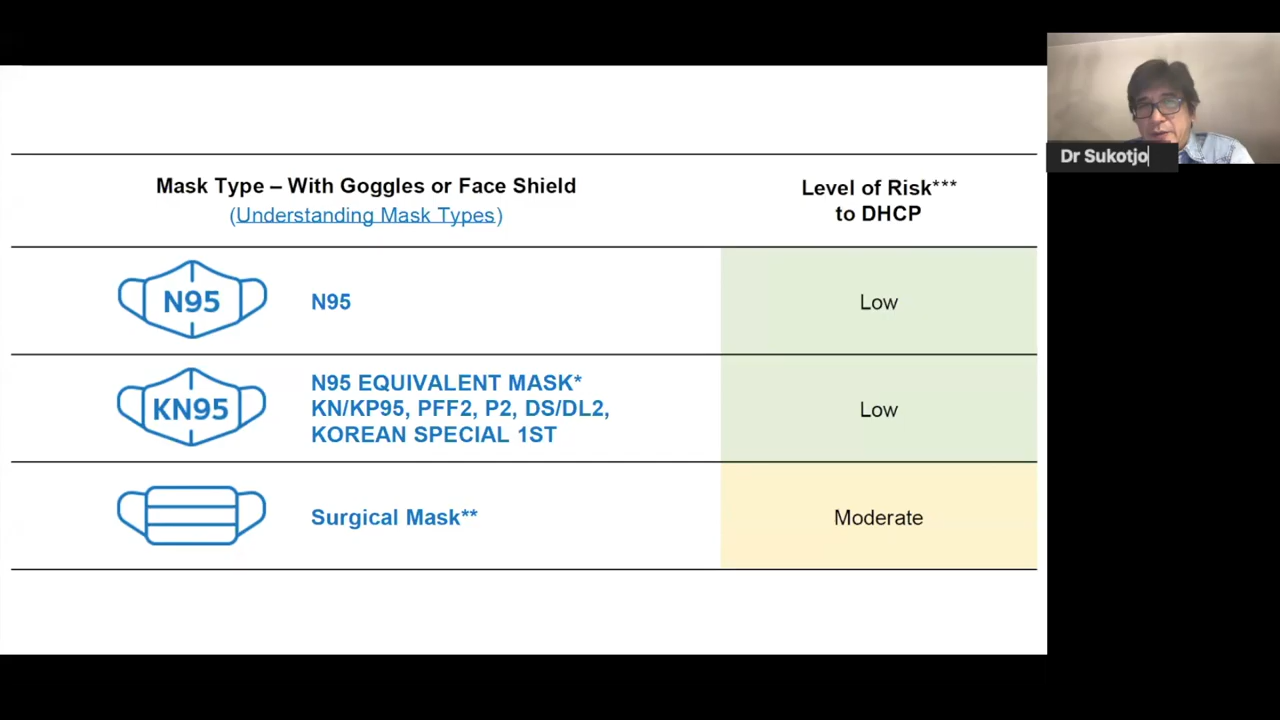 Dr Sukotjo
Mask Type – With Goggles or Face Shield
(Understanding Mask Types)
Level of Risk***
to DHCP
N95
N95
Low
KN95
N95 EQUIVALENT MASK*
KN/KP95, PFF2, P2, DS/DL2,
KOREAN SPECIAL 1ST
Low
Surgical Mask**
Moderate